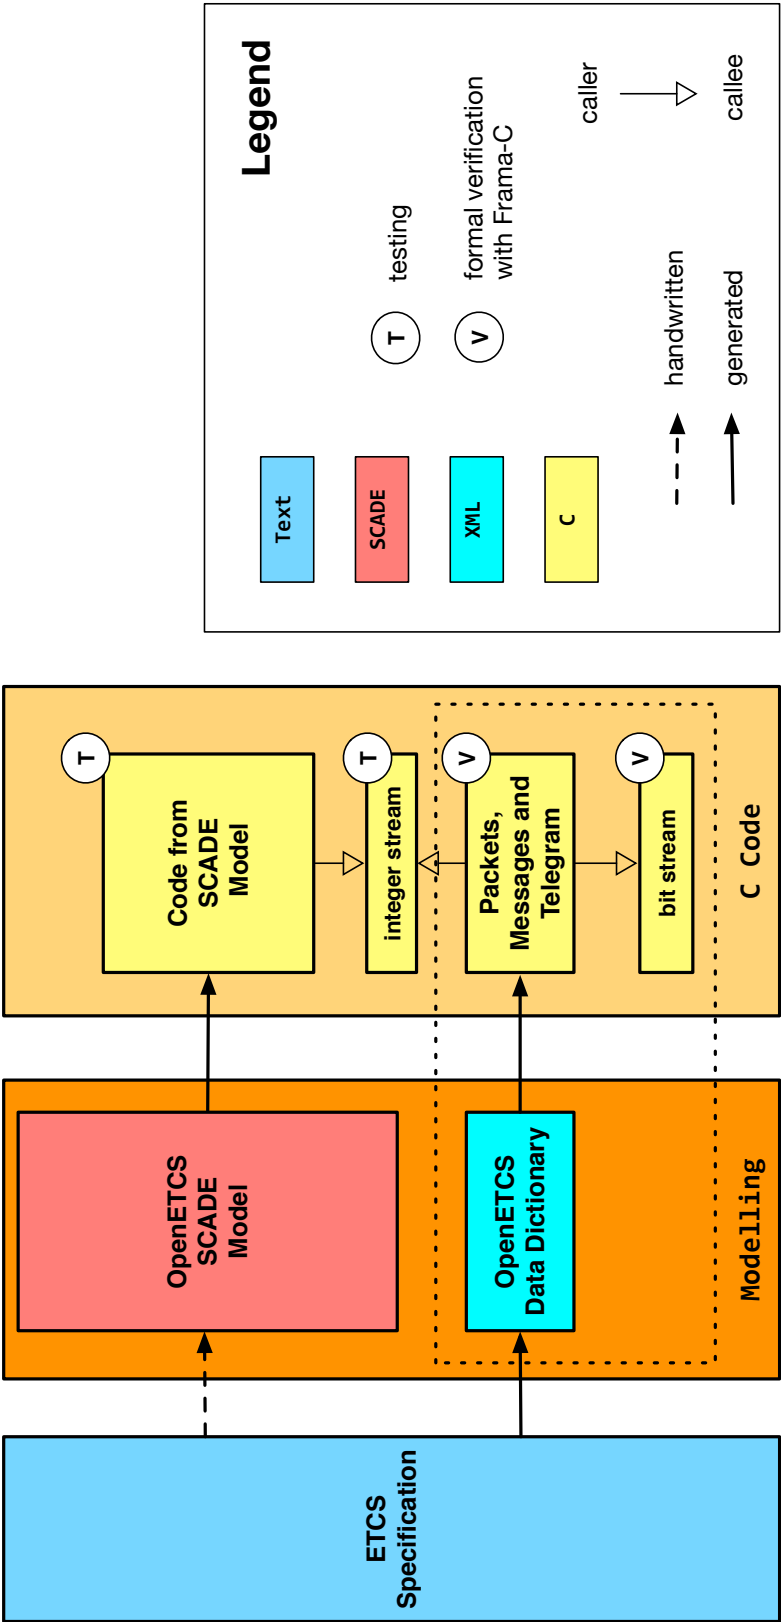 ETCS
Specification
OpenETCS
SCADE
Model
OpenETCS
Data Dictionary
Modelling
Code from
SCADE
Model
T
integer stream
T
Packets,
Messages and
Telegram
V
bit stream
V
C Code
Legend
Text
SCADE
XML
C
T
testing
V
formal verification
with Frama-C
handwritten
generated
caller
callee